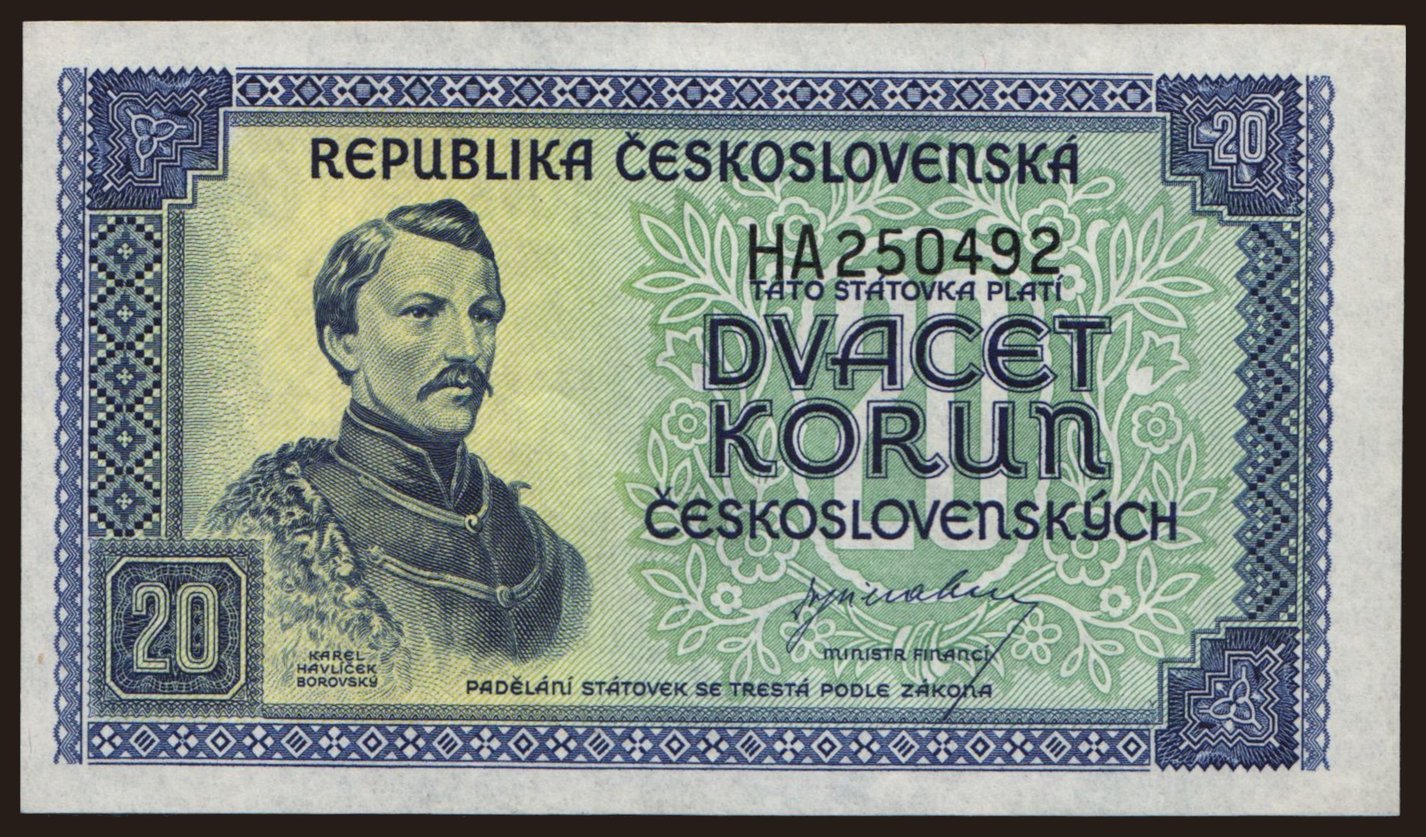 20
REPUBLIKA ČESKOSLOVENSKÁ
HA250492
TATO STÁTOVKA PLATÍ
DVACET
KORUN
ČESKOSLOVENSKÝCH
20
MINISTR FINANCÍ
20
KAREL
HAVLÍČEK
BOROVSKÝ
PADĚLÁNÍ STÁTOVEK SE TRESTÁ PODLE ZÁKONA